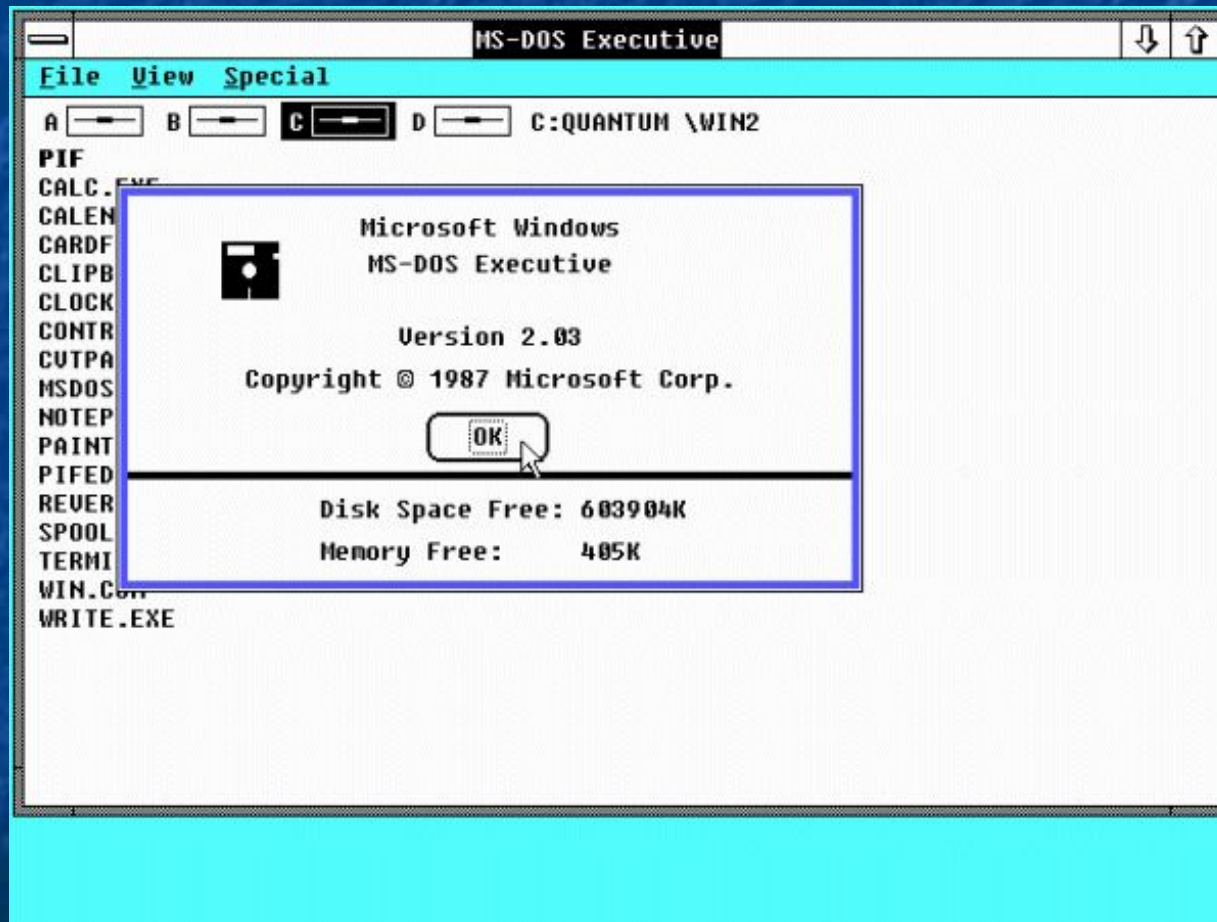 MS-DOS Executive
File View Special
A B C D C:QUANTUM \WIN2
PIF
CALC.EXE
CALEN
CARDF
CLIPB
CLOCK
CONTR
CVTPA
MSDOS
NOTEP
PAINT
PIFED
REVER
SPOOL
TERMI
WIN.COM
WRITE.EXE
Microsoft Windows
MS-DOS Executive
Version 2.03
Copyright © 1987 Microsoft Corp.
OK
Disk Space Free: 603904K
Memory Free: 405K